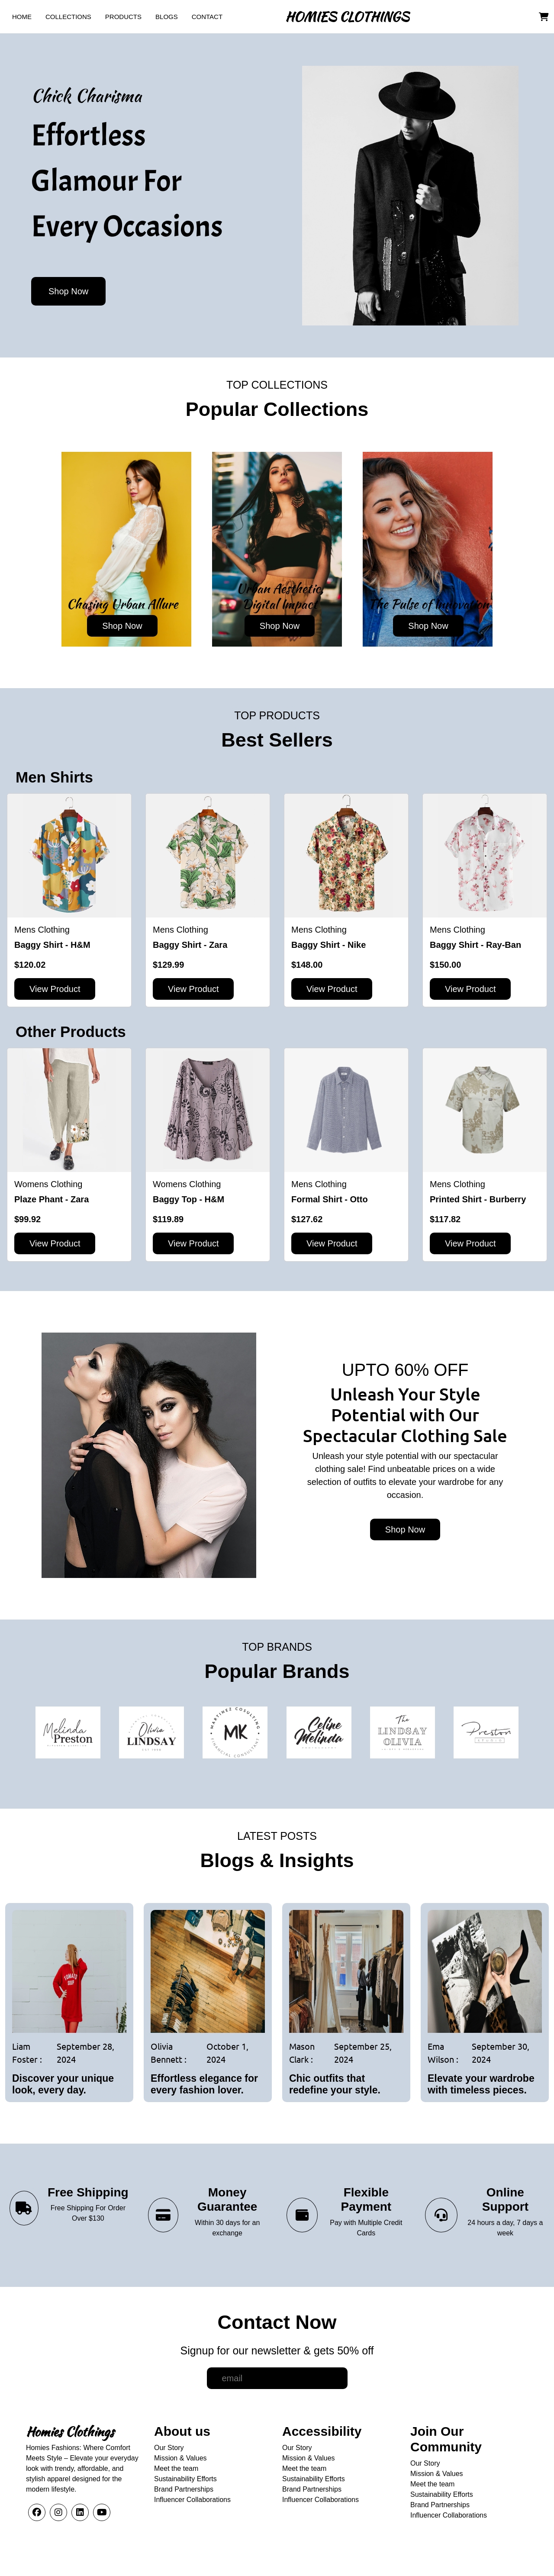 HOME COLLECTIONS PRODUCTS BLOGS CONTACT
HOMIES CLOTHINGS
Chick Charisma
Effortless
Glamour For
Every Occasions
Shop Now
TOP COLLECTIONS
Popular Collections
Chasing Urban Allure
Shop Now
Urban Aesthetic
Digital Impact
Shop Now
The Pulse of Innovation
Shop Now
TOP PRODUCTS
Best Sellers
Men Shirts
Mens Clothing
Baggy Shirt - H&M
$120.02
View Product
Mens Clothing
Baggy Shirt - Zara
$129.99
View Product
Mens Clothing
Baggy Shirt - Nike
$148.00
View Product
Mens Clothing
Baggy Shirt - Ray-Ban
$150.00
View Product
Other Products
Womens Clothing
Plaze Phant - Zara
$99.92
View Product
Womens Clothing
Baggy Top - H&M
$119.89
View Product
Mens Clothing
Formal Shirt - Otto
$127.62
View Product
Mens Clothing
Printed Shirt - Burberry
$117.82
View Product
UPTO 60% OFF
Unleash Your Style
Potential with Our
Spectacular Clothing Sale
Unleash your style potential with our spectacular
clothing sale! Find unbeatable prices on a wide
selection of outfits to elevate your wardrobe for any
occasion.
Shop Now
TOP BRANDS
Popular Brands
Melinda
Preston
Olivia
LINDSAY
MARTINEZ COSULTING
MK
FINANCIAL CONSULTANTS
Celine
Melinda
The
LINDSAY
OLIVIA
Preston
STUDIO
LATEST POSTS
Blogs & Insights
Liam
Foster :
September 28,
2024
Discover your unique
look, every day.
Olivia
Bennett :
October 1,
2024
Effortless elegance for
every fashion lover.
Mason
Clark :
September 25,
2024
Chic outfits that
redefine your style.
Ema
Wilson :
September 30,
2024
Elevate your wardrobe
with timeless pieces.
Free Shipping
Free Shipping For Order
Over $130
Money
Guarantee
Within 30 days for an
exchange
Flexible
Payment
Pay with Multiple Credit
Cards
Online
Support
24 hours a day, 7 days a
week
Contact Now
Signup for our newsletter & gets 50% off
email
Homies Clothings
Homies Fashions: Where Comfort
Meets Style – Elevate your everyday
look with trendy, affordable, and
stylish apparel designed for the
modern lifestyle.
About us
Our Story
Mission & Values
Meet the team
Sustainability Efforts
Brand Partnerships
Influencer Collaborations
Accessibility
Our Story
Mission & Values
Meet the team
Sustainability Efforts
Brand Partnerships
Influencer Collaborations
Join Our
Community
Our Story
Mission & Values
Meet the team
Sustainability Efforts
Brand Partnerships
Influencer Collaborations